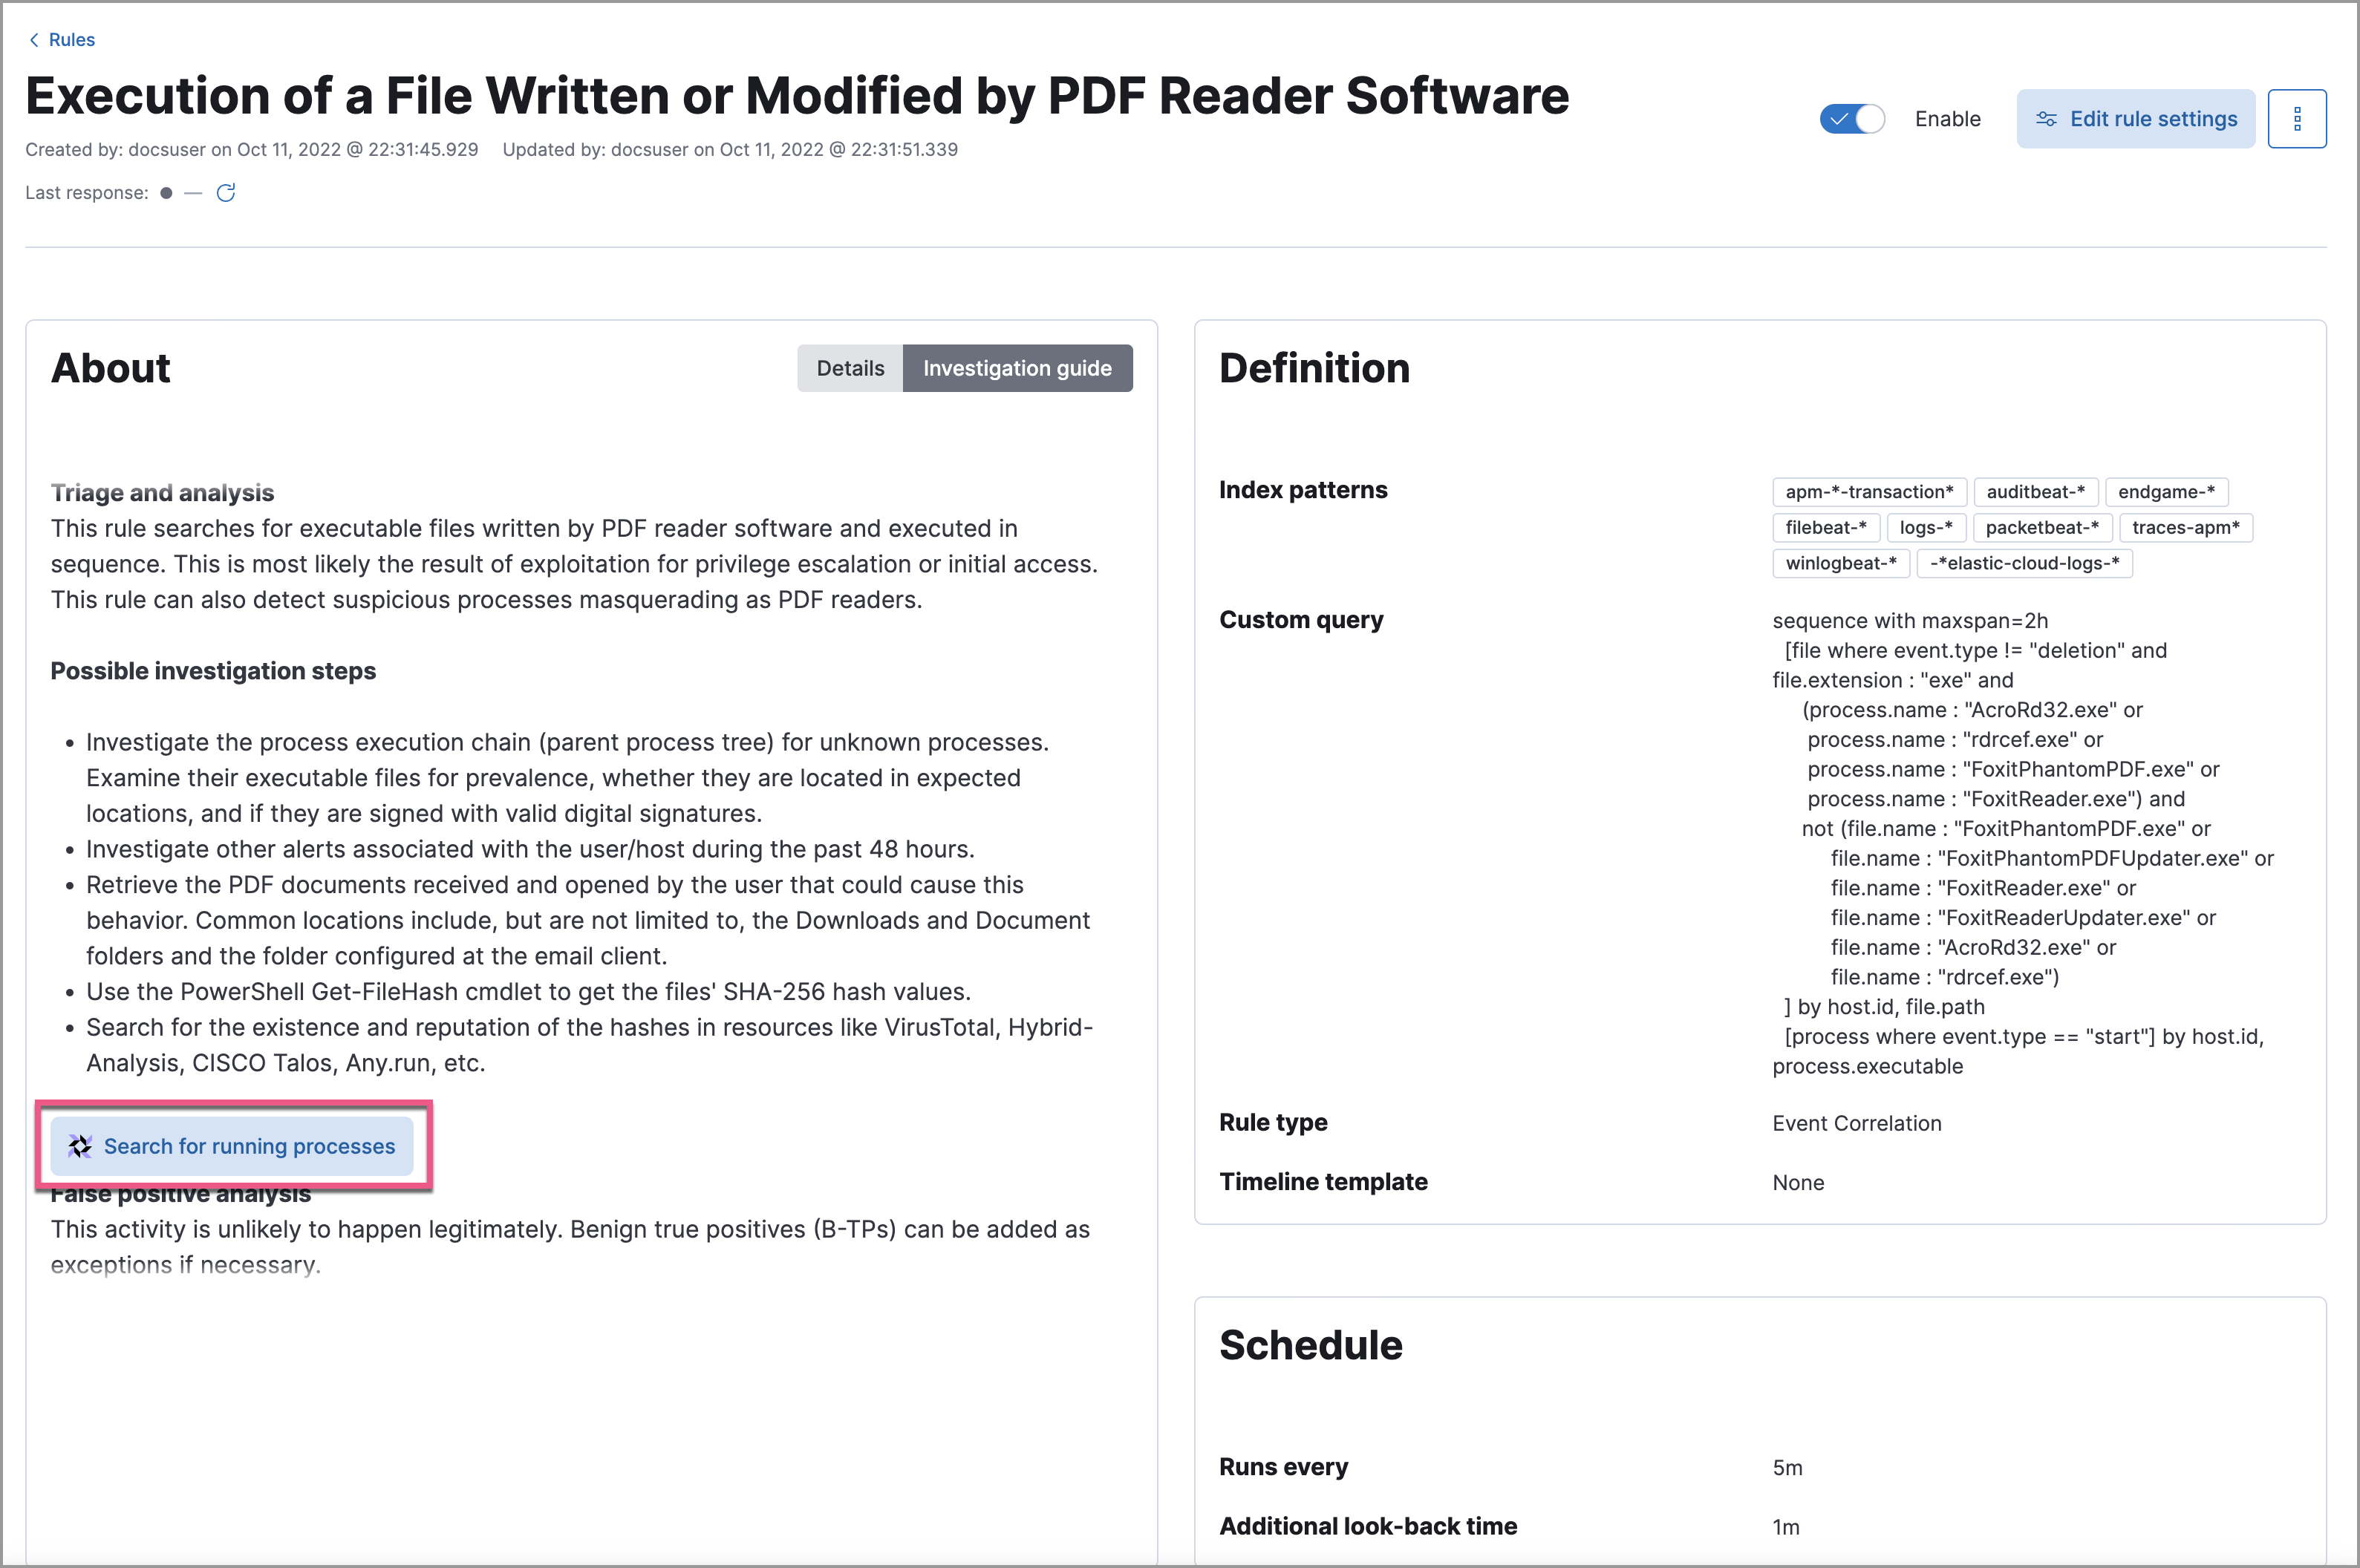 Rules
Execution of a File Written or Modified by PDF Reader Software
Created by: docsuser on Oct 11, 2022 @ 22:31:45.929 Updated by: docsuser on Oct 11, 2022 @ 22:31:51.339
Last response: —
Enable
Edit rule settings
About
Details
Investigation guide
Triage and analysis
This rule searches for executable files written by PDF reader software and executed in
sequence. This is most likely the result of exploitation for privilege escalation or initial access.
This rule can also detect suspicious processes masquerading as PDF readers.
Possible investigation steps
• Investigate the process execution chain (parent process tree) for unknown processes.
Examine their executable files for prevalence, whether they are located in expected
locations, and if they are signed with valid digital signatures.
• Investigate other alerts associated with the user/host during the past 48 hours.
• Retrieve the PDF documents received and opened by the user that could cause this
behavior. Common locations include, but are not limited to, the Downloads and Document
folders and the folder configured at the email client.
• Use the PowerShell Get-FileHash cmdlet to get the files' SHA-256 hash values.
• Search for the existence and reputation of the hashes in resources like VirusTotal, Hybrid-
Analysis, CISCO Talos, Any.run, etc.
Search for running processes
False positive analysis
This activity is unlikely to happen legitimately. Benign true positives (B-TPs) can be added as
exceptions if necessary.
Definition
Index patterns
apm-*-transaction* auditbeat-* endgame-*
filebeat-* logs-* packetbeat-* traces-apm*
winlogbeat-* -*elastic-cloud-logs-*
Custom query
sequence with maxspan=2h
[file where event.type != "deletion" and
file.extension : "exe" and
(process.name : "AcroRd32.exe" or
process.name : "rdrcef.exe" or
process.name : "FoxitPhantomPDF.exe" or
process.name : "FoxitReader.exe") and
not (file.name : "FoxitPhantomPDF.exe" or
file.name : "FoxitPhantomPDFUpdater.exe" or
file.name : "FoxitReader.exe" or
file.name : "FoxitReaderUpdater.exe" or
file.name : "AcroRd32.exe" or
file.name : "rdrcef.exe")
] by host.id, file.path
[process where event.type == "start"] by host.id,
process.executable
Rule type
Event Correlation
Timeline template
None
Schedule
Runs every
5m
Additional look-back time
1m